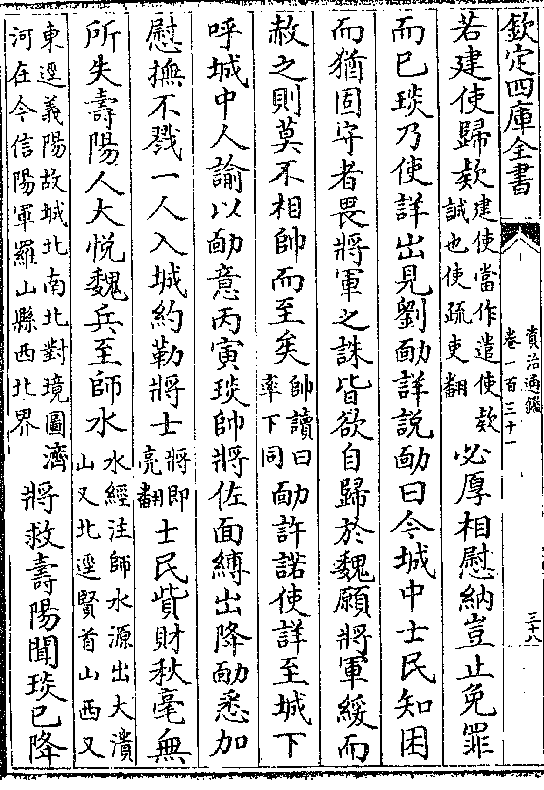 欽定四庫全書
資治通鑑
卷一百三十一
三十八
若建使歸欵建使當作遣使欵誠也使疏吏翻必厚相慰納豈止免罪
而已琰乃使詳出見劉勔詳說勔曰今城中士民知困
而猶固守者畏將軍之誅皆欲自歸於魏願將軍緩而
赦之則莫不相帥而至矣帥讀曰率下同勔許諾使詳至城下
呼城中人諭以勔意丙寅琰帥將佐面縛出降勔悉加
慰撫不戮一人入城約勒將士將即亮翻士民貲財秋毫無
所失壽陽人大悅魏兵至師水水經注師水源出大潰山又北逕賢首山西又
東逕義陽故城北南北對境圖濟河在今信陽軍羅山縣西北界將救壽陽聞琰已降